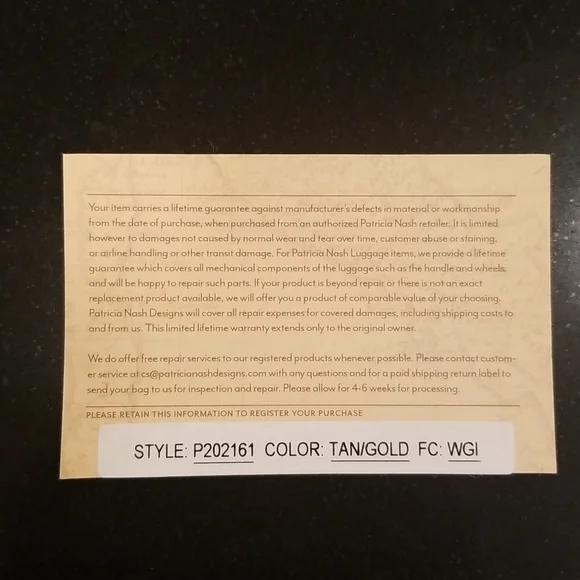 Your item carries a lifetime guarantee against manufacturer's defects in material or workmanship
from the date of purchase, when purchased from an authorized Patricia Nash retailer. It is limited
however to damages not caused by normal wear and tear over time, customer abuse or staining,
or airline handling or other transit damage. For Patricia Nash Luggage items, we provide a lifetime
guarantee which covers all mechanical components of the luggage such as the handle and wheels,
and will be happy to repair such parts. If your product is beyond repair or there is not an exact
replacement product available, we will offer you a product of comparable value of your choosing.
Patricia Nash Designs will cover all repair expenses for covered damages, including shipping costs to
and from us. This limited lifetime warranty extends only to the original owner.
We do offer free repair services to our registered products whenever possible. Please contact custom-
er service at cs@patricianashdesigns.com with any questions and for a paid shipping return label to
send your bag to us for inspection and repair. Please allow for 4-6 weeks for processing.
PLEASE RETAIN THIS INFORMATION TO REGISTER YOUR PURCHASE
STYLE: P202161 COLOR: TAN/GOLD FC: WGI